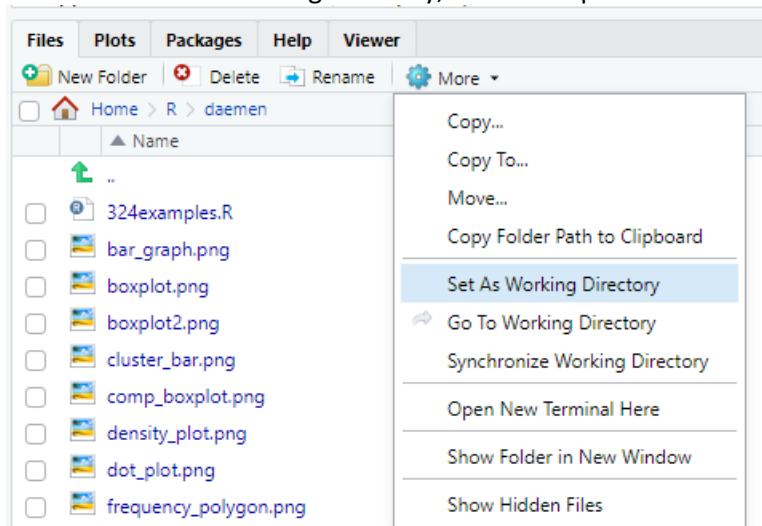 Files Plots Packages Help Viewer
New Folder Delete Rename More
Home > R > daemen
Name
..
324examples.R
bar_graph.png
boxplot.png
boxplot2.png
cluster_bar.png
comp_boxplot.png
density_plot.png
dot_plot.png
frequency_polygon.png
Copy...
Copy To...
Move...
Copy Folder Path to Clipboard
Set As Working Directory
Go To Working Directory
Synchronize Working Directory
Open New Terminal Here
Show Folder in New Window
Show Hidden Files